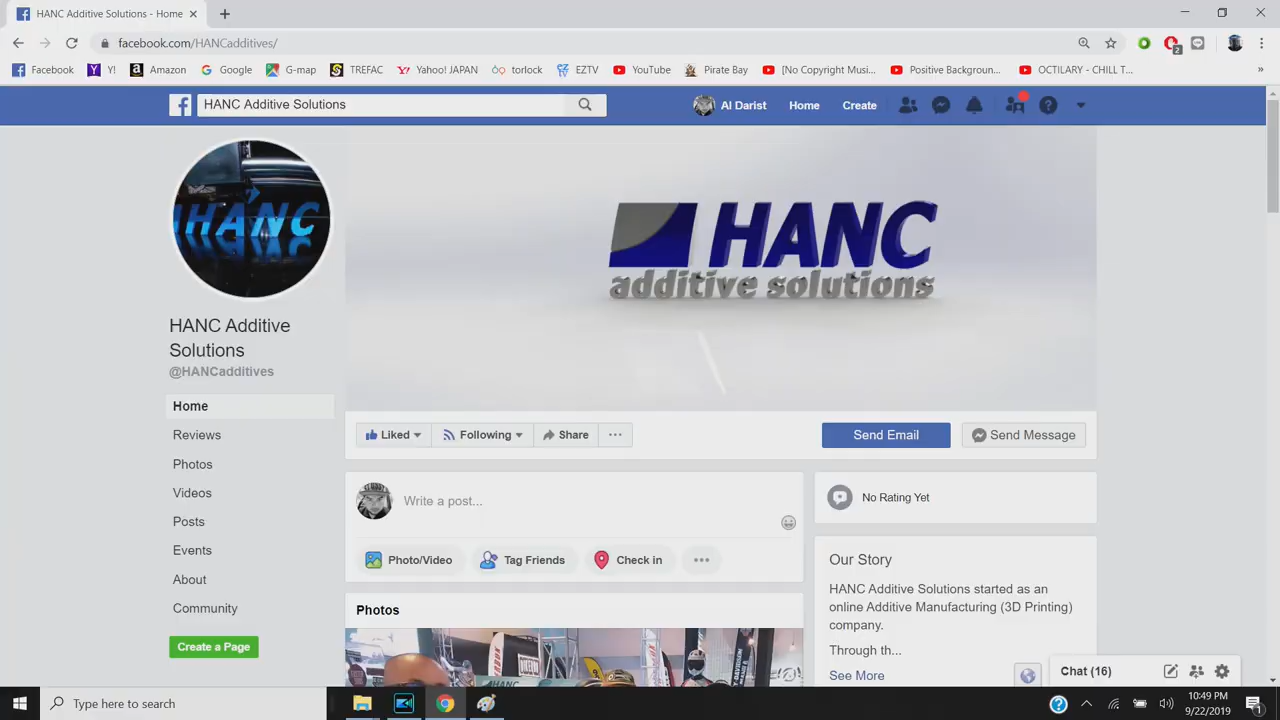 HANC Additive Solutions - Home
facebook.com/HANCadditives/
2
Facebook Y! Amazon Google G-map TREFAC Yahoo! JAPAN torlock EZTV YouTube Pirate Bay [No Copyright Musi... Positive Backgroun... OCTILARY - CHILL T... »
HANC Additive Solutions
Al Darist Home Create
HANC
HANC
additive solutions
HANC Additive
Solutions
@HANCadditives
Home
Reviews
Photos
Videos
Posts
Events
About
Community
Create a Page
Liked Following Share ...
Send Email Send Message
Write a post...
Photo/Video Tag Friends Check in ...
Photos
No Rating Yet
Our Story
HANC Additive Solutions started as an
online Additive Manufacturing (3D Printing)
company.
Through th...
See More
Chat (16)
Type here to search
10:49 PM
9/22/2019
1